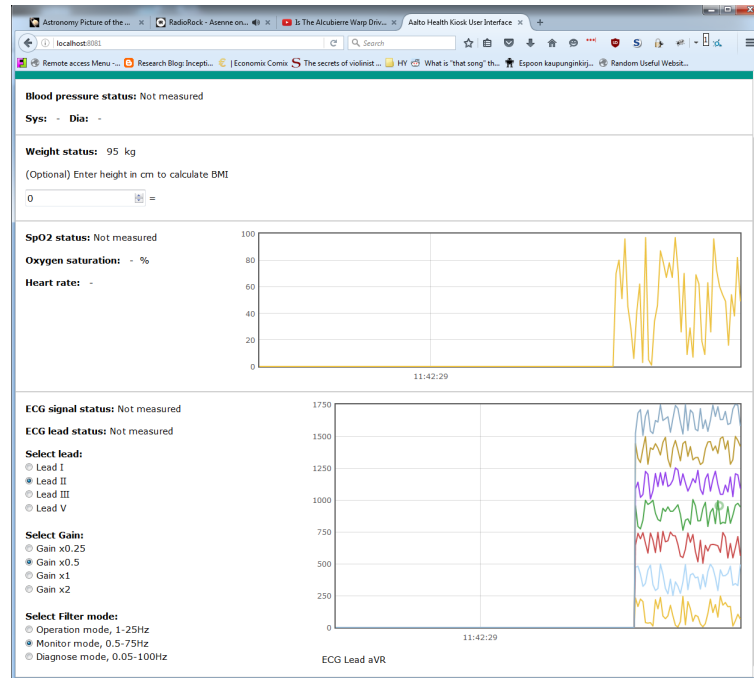 Astronomy Picture of the ... × RadioRock - Asenne on... × Is The Alcubierre Warp Driv... × Aalto Health Kiosk User Interface × +
localhost:8081 Search
Remote access Menu -... Research Blog: Incepti... | Economix Comix The secrets of violinist ... HY What is "that song" th... Espoon kaupunginkirj... Random Useful Websit...
Blood pressure status: Not measured
Sys: - Dia: -
Weight status: 95 kg
(Optional) Enter height in cm to calculate BMI
0 =
SpO2 status: Not measured
Oxygen saturation: - %
Heart rate: -
100
80
60
40
20
0
11:42:29
ECG signal status: Not measured
ECG lead status: Not measured
Select lead:
Lead I
Lead II
Lead III
Lead V
Select Gain:
Gain x0.25
Gain x0.5
Gain x1
Gain x2
Select Filter mode:
Operation mode, 1-25Hz
Monitor mode, 0.5-75Hz
Diagnose mode, 0.05-100Hz
1750
1500
1250
1000
750
500
250
0
11:42:29
ECG Lead aVR